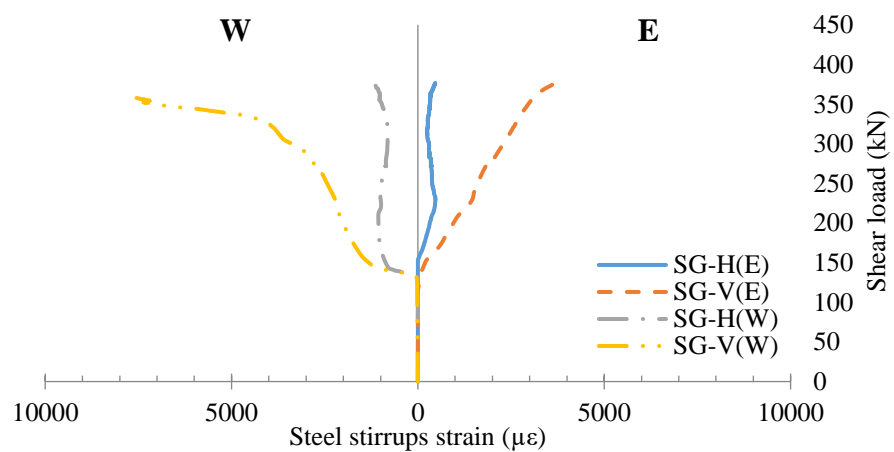 W
E
450
400
350
300
250
200
150
100
50
0
Shear loaad (kN)
SG-H(E)
SG-V(E)
SG-H(W)
SG-V(W)
10000 5000 0 5000 10000
Steel stirrups strain (με)